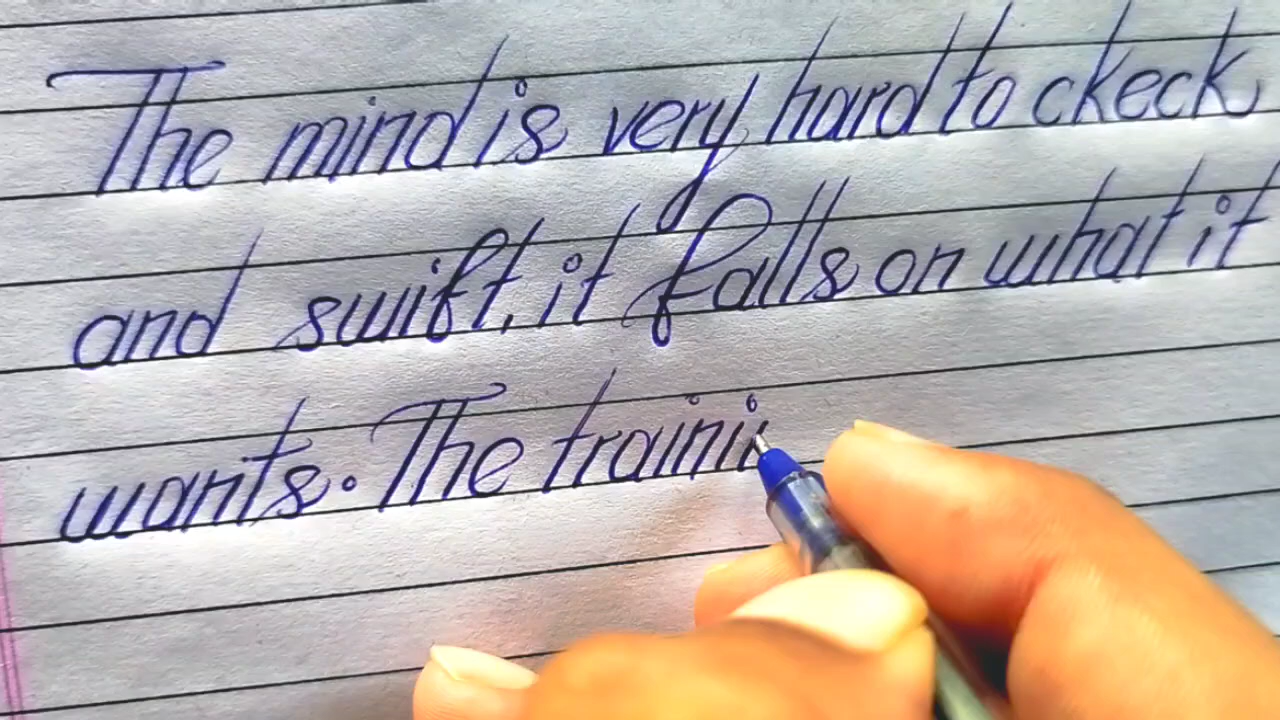 The mind is very hard to ckeck
and swift, it falls on what it
wants. The traini